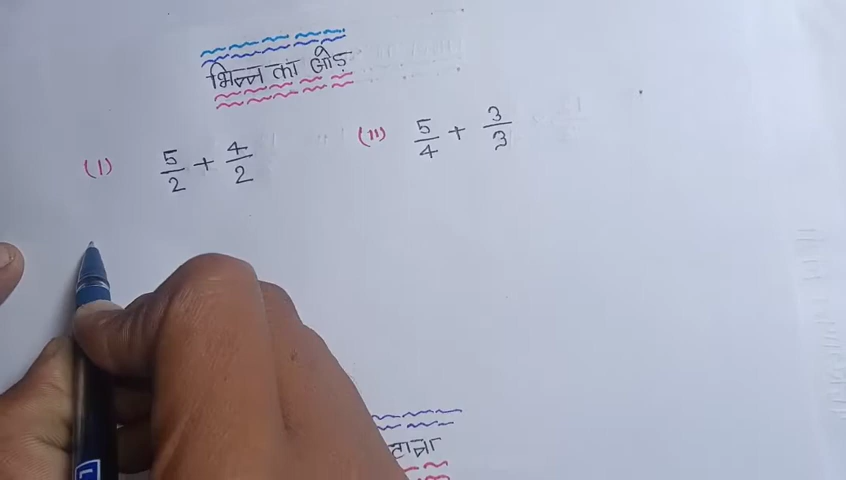 भिन्न का जोड़
(I) 5/2 + 4/2 (II) 5/4 + 3/3
L